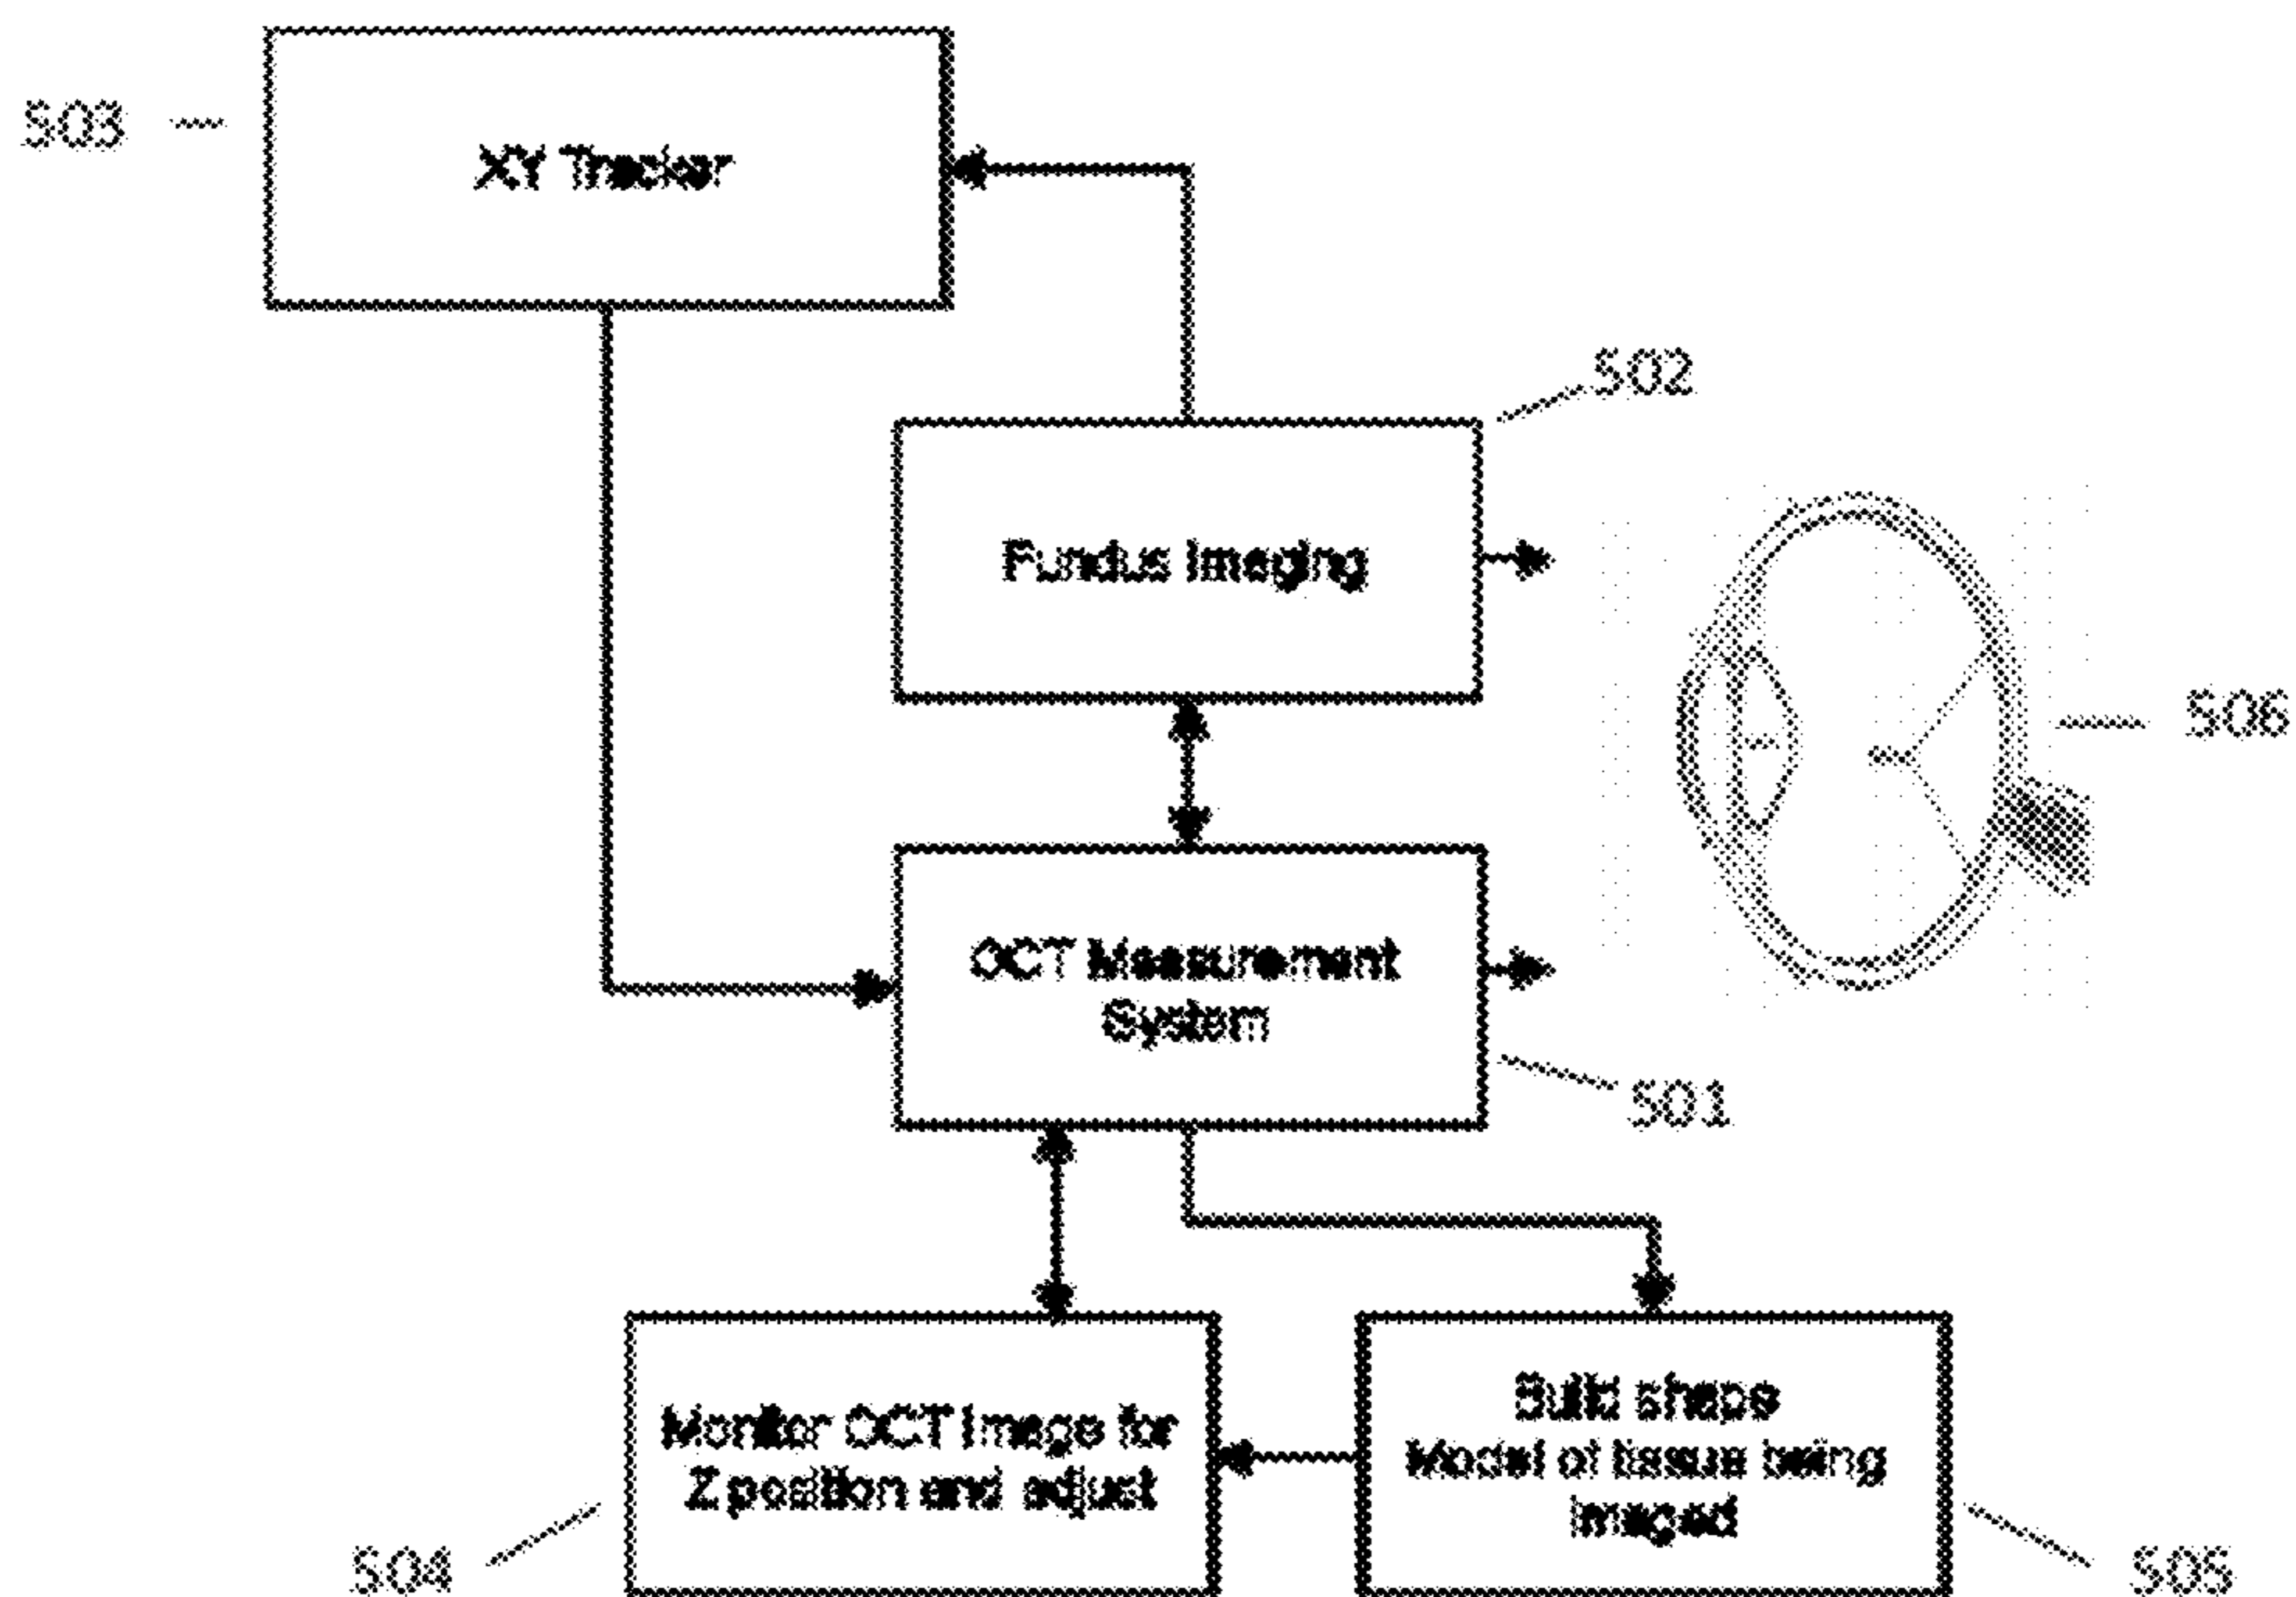 503
XY Tracker
502
Fundus Imaging
506
OCT Measurement
System
501
Monitor OCT Image for
Z position and adjust
Build shape
Model of tissue being
Imaged
504
505